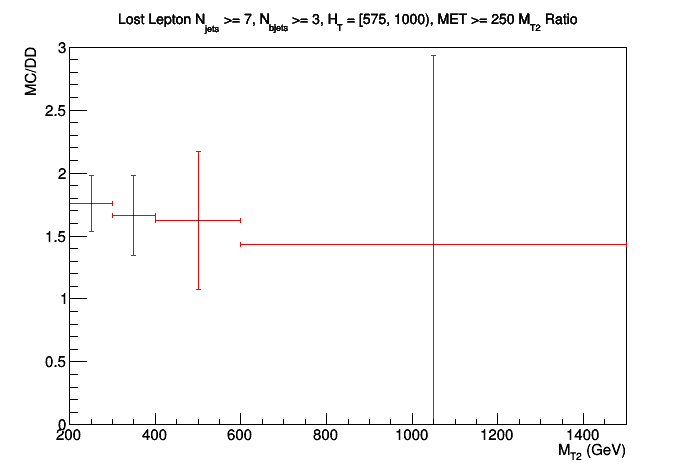 Lost Lepton N_jets >= 7, N_bjets >= 3, H_T = [575, 1000), MET >= 250 M_T2 Ratio
MC/DD
3
2.5
2
1.5
1
0.5
0
200 400 600 800 1000 1200 1400
M_T2 (GeV)